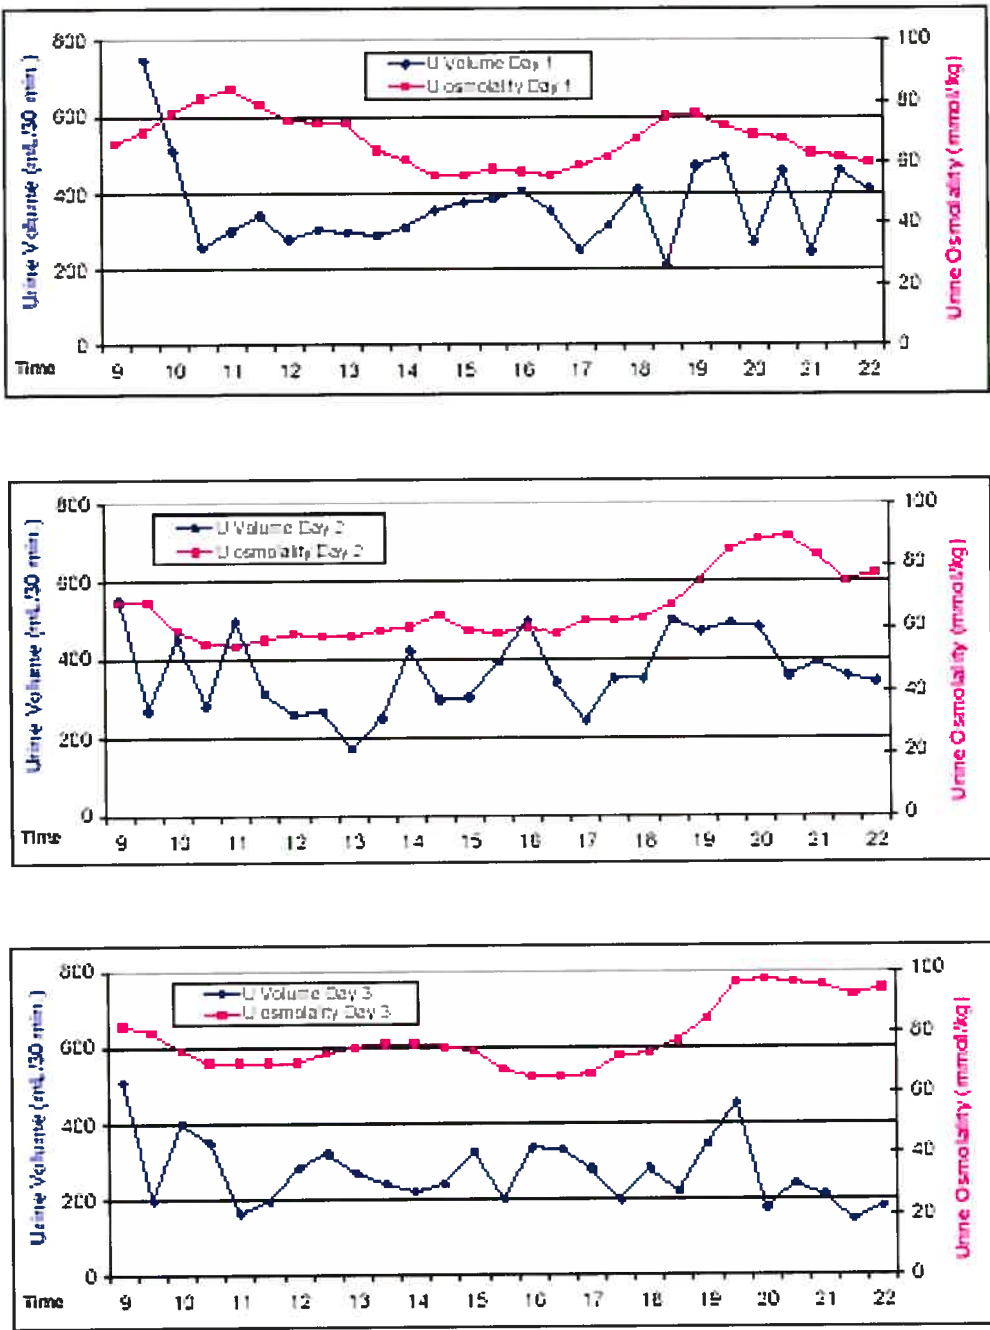 800
600
400
200
0
Urine Volume (mL/30 min.)
U Volume Day 1
U osmolality Day 1
100
80
60
40
20
0
Urine Osmolality (mmol/kg)
Time 9 10 11 12 13 14 15 16 17 18 19 20 21 22
800
600
400
200
0
Urine Volume (mL/30 min.)
U Volume Day 2
U osmolality Day 2
100
80
60
40
20
0
Urine Osmolality (mmol/kg)
Time 9 10 11 12 13 14 15 16 17 18 19 20 21 22
800
600
400
200
0
Urine Volume (mL/30 min.)
U Volume Day 3
U osmolality Day 3
100
80
60
40
20
0
Urine Osmolality (mmol/kg)
Time 9 10 11 12 13 14 15 16 17 18 19 20 21 22